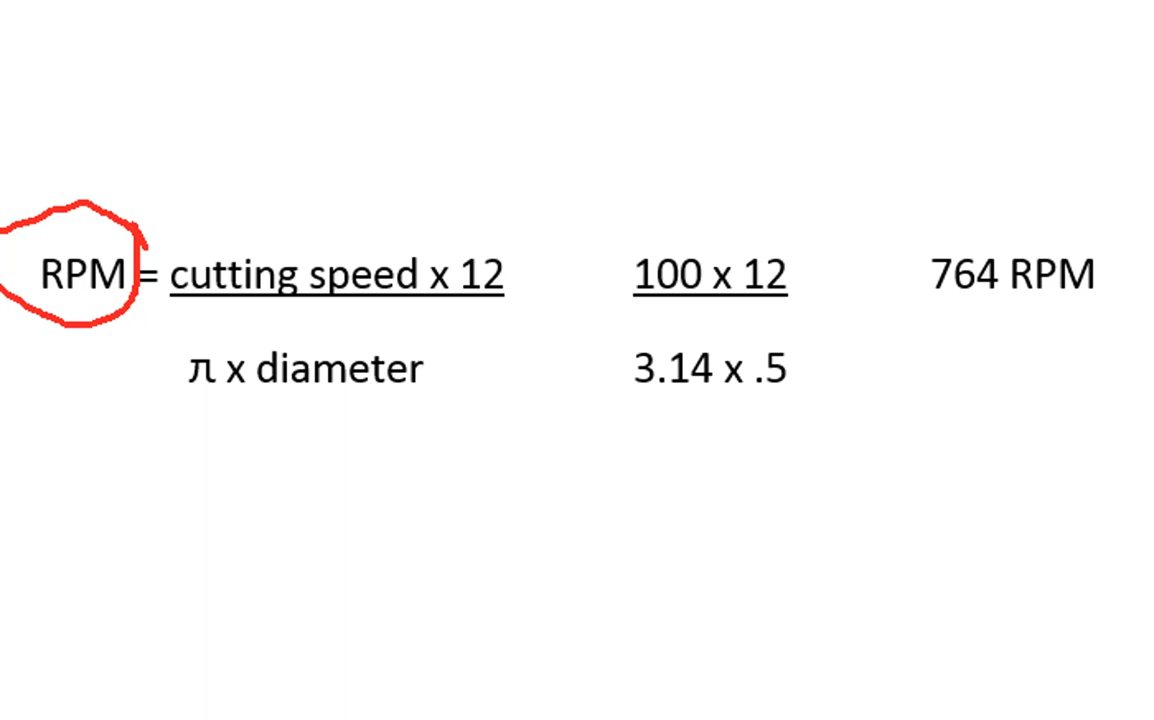 RPM = cutting speed x 12 100 x 12 764 RPM
π x diameter 3.14 x .5